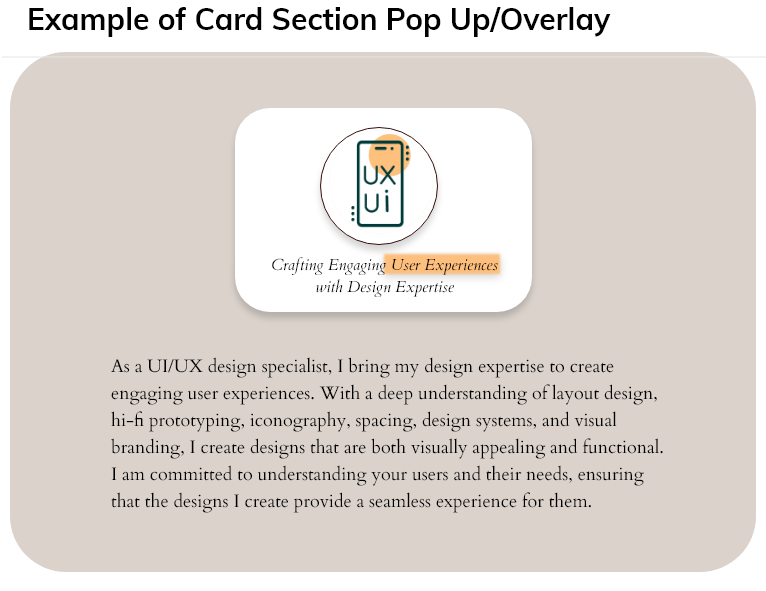 Example of Card Section Pop Up/Overlay
UX
Ui
Crafting Engaging User Experiences
with Design Expertise
As a UI/UX design specialist, I bring my design expertise to create
engaging user experiences. With a deep understanding of layout design,
hi-fi prototyping, iconography, spacing, design systems, and visual
branding, I create designs that are both visually appealing and functional.
I am committed to understanding your users and their needs, ensuring
that the designs I create provide a seamless experience for them.